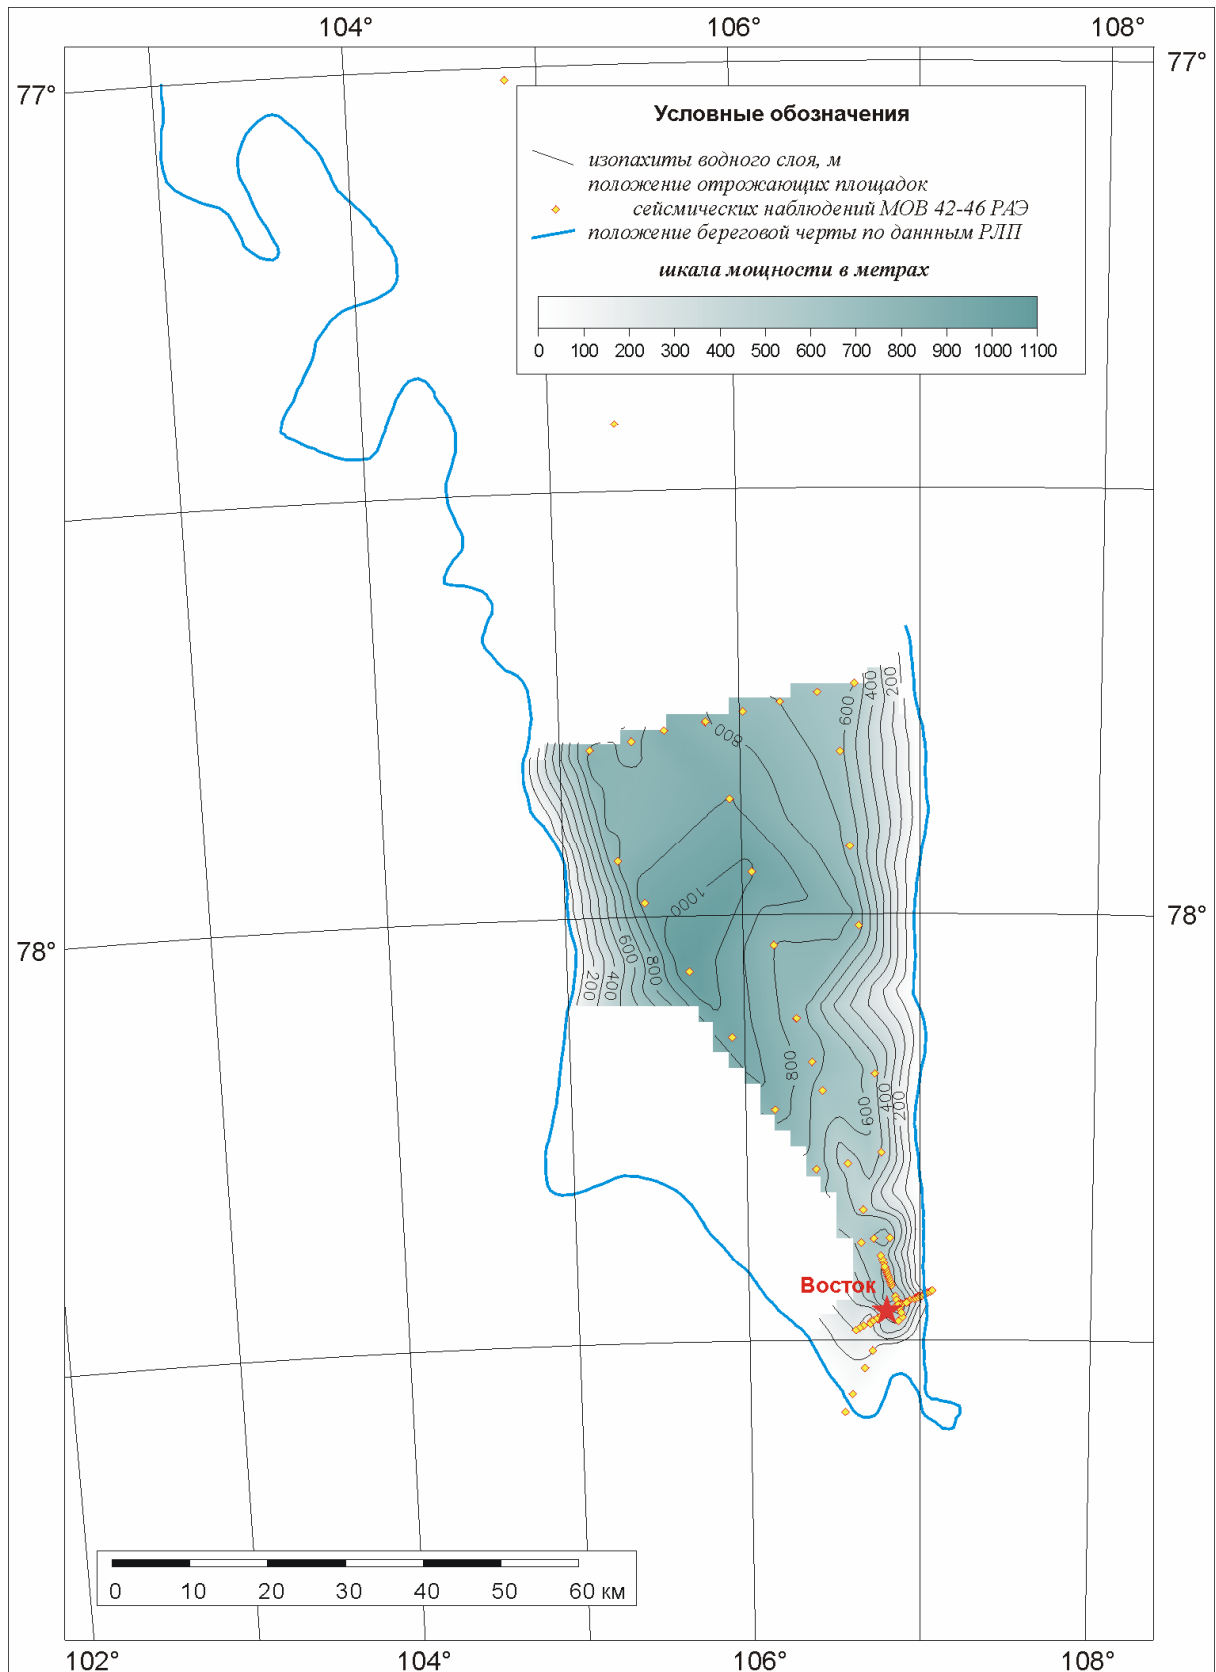 104° 106° 108°
77° 77°
Условные обозначения
изопахиты водного слоя, м
положение отрожающих площадок
сейсмических наблюдений МОВ 42-46 РАЭ
положение береговой черты по даннным РЛП
шкала мощности в метрах
0 100 200 300 400 500 600 700 800 900 1000 1100
600 400 200
800
1000
78° 78°
200 400 600 800
800 600 400 200
Восток
0 10 20 30 40 50 60 км
102° 104° 106° 108°